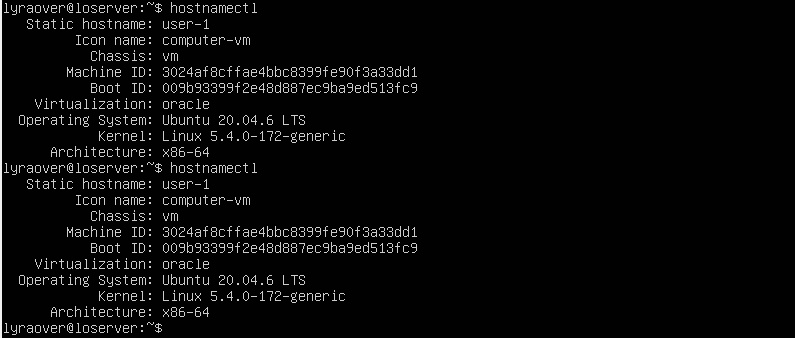 lyraover@loserver:~$ hostnamectl
Static hostname: user-1
Icon name: computer-vm
Chassis: vm
Machine ID: 3024af8cffae4bbc8399fe90f3a33dd1
Boot ID: 009b93399f2e48d887ec9ba9ed513fc9
Virtualization: oracle
Operating System: Ubuntu 20.04.6 LTS
Kernel: Linux 5.4.0-172-generic
Architecture: x86-64
lyraover@loserver:~$ hostnamectl
Static hostname: user-1
Icon name: computer-vm
Chassis: vm
Machine ID: 3024af8cffae4bbc8399fe90f3a33dd1
Boot ID: 009b93399f2e48d887ec9ba9ed513fc9
Virtualization: oracle
Operating System: Ubuntu 20.04.6 LTS
Kernel: Linux 5.4.0-172-generic
Architecture: x86-64
lyraover@loserver:~$